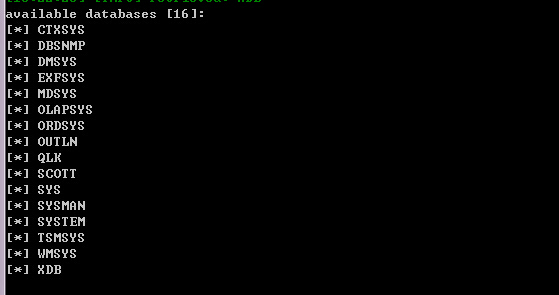 available databases [16]:
[*] CTXSYS
[*] DBSNMP
[*] DMSYS
[*] EXFSYS
[*] MDSYS
[*] OLAPSYS
[*] ORDSYS
[*] OUTLN
[*] QLK
[*] SCOTT
[*] SYS
[*] SYSMAN
[*] SYSTEM
[*] TSMSYS
[*] WMSYS
[*] XDB